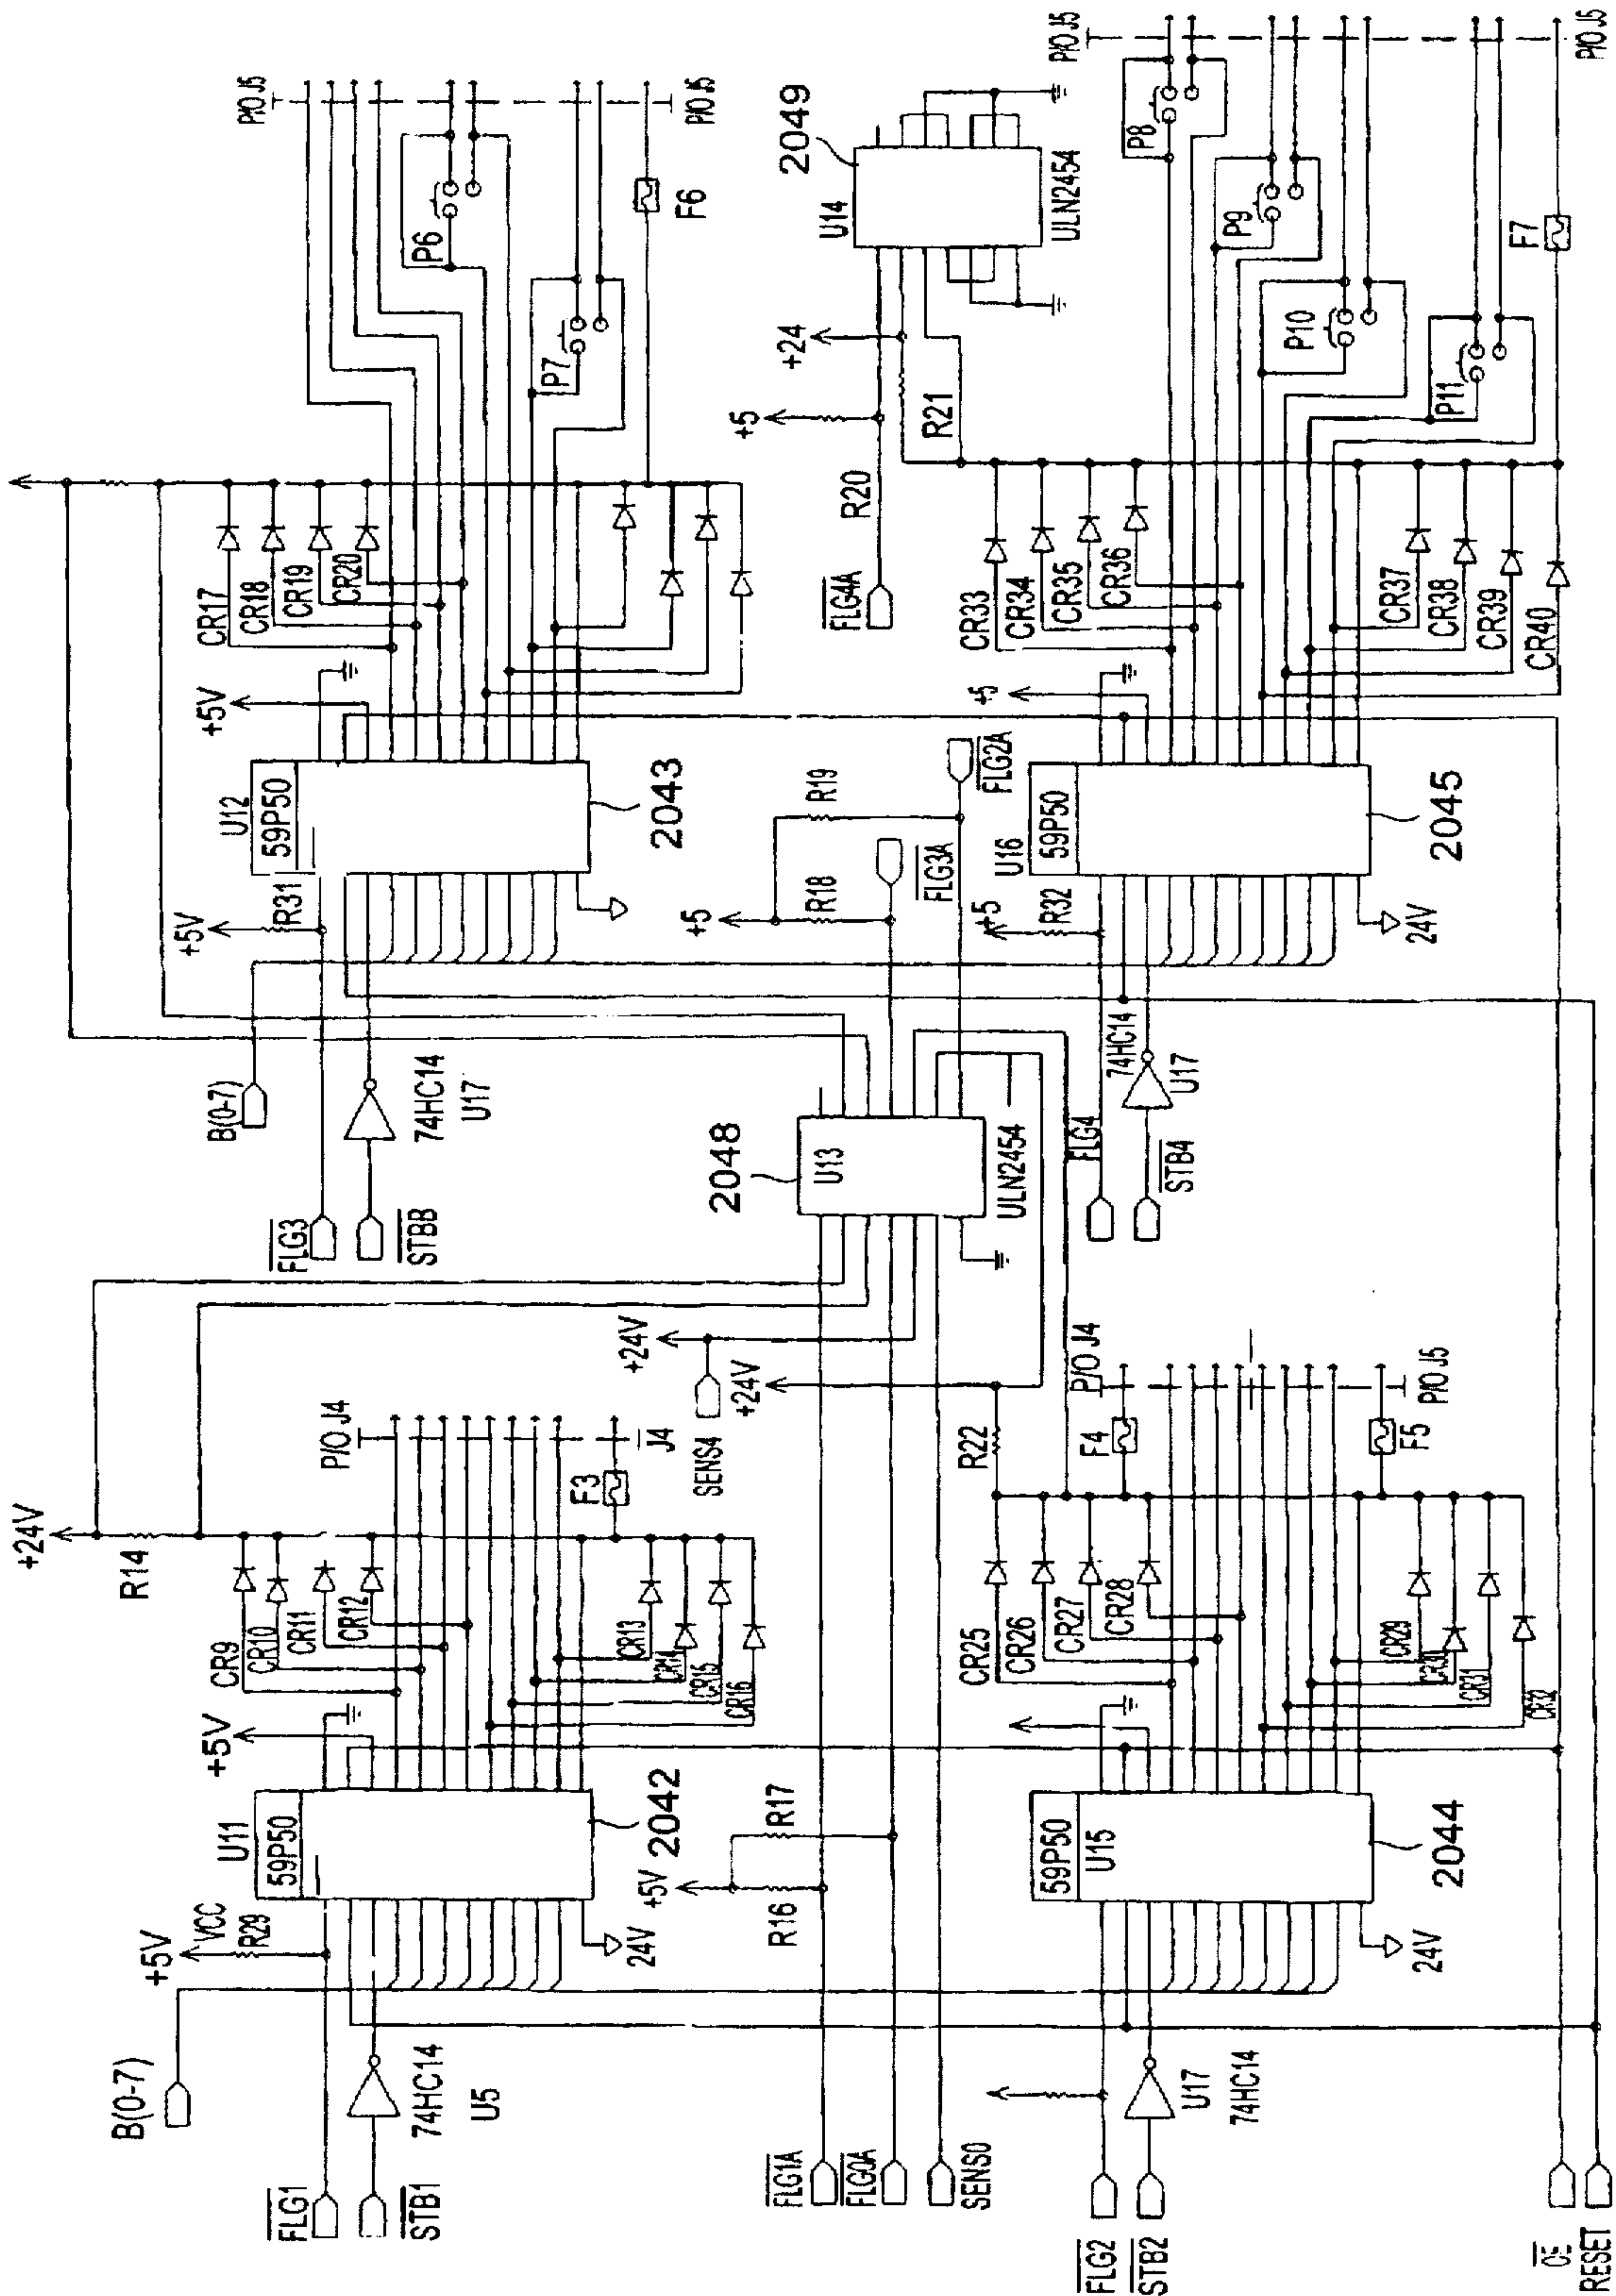 B(0-7)
FLG1
STB1
74HC14
U5
+5V
VCC
R29
U11
59P50
2042
24V
+5V
CR9
CR10
CR11
CR12
CR13
CR14
CR15
CR16
+24V
R14
P/O J4
J4
F3
FLG1A
FLG0A
SENS0
+5V
R16
R17
SENS4
+24V
+24V
2048
U13
ULN2454
FLG2
STB2
U17
74HC14
59P50
U15
2044
24V
CR25
CR26
CR27
CR28
CR29
CR30
CR31
CR32
R22
F4
P/O J4
F5
P/O J5
OE
RESET
B(0-7)
FLG3
STBB
74HC14
U17
+5V
R31
U12
59P50
2043
+5V
CR17
CR18
CR19
CR20
P6
P7
F6
P/O J5
P/O J5
+5
R18
R19
FLG3A
FLG2A
FLG4A
R20
+5
+24
R21
U14
2049
ULN2454
FLG4
STB4
74HC14
U17
+5
R32
U16
59P50
2045
24V
+5
CR33
CR34
CR35
CR36
CR37
CR38
CR39
CR40
P8
P9
P10
P11
F7
P/O J5
P/O J5